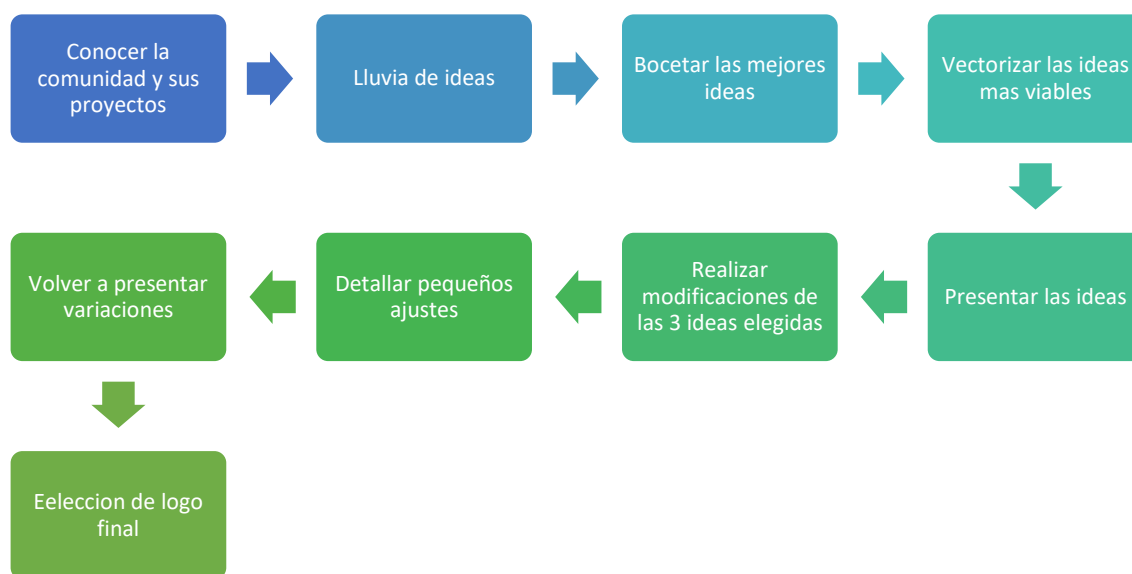 Conocer la
comunidad y sus
proyectos
Lluvia de ideas
Bocetar las mejores
ideas
Vectorizar las ideas
mas viables
Presentar las ideas
Realizar
modificaciones de
las 3 ideas elegidas
Detallar pequeños
ajustes
Volver a presentar
variaciones
Eeleccion de logo
final